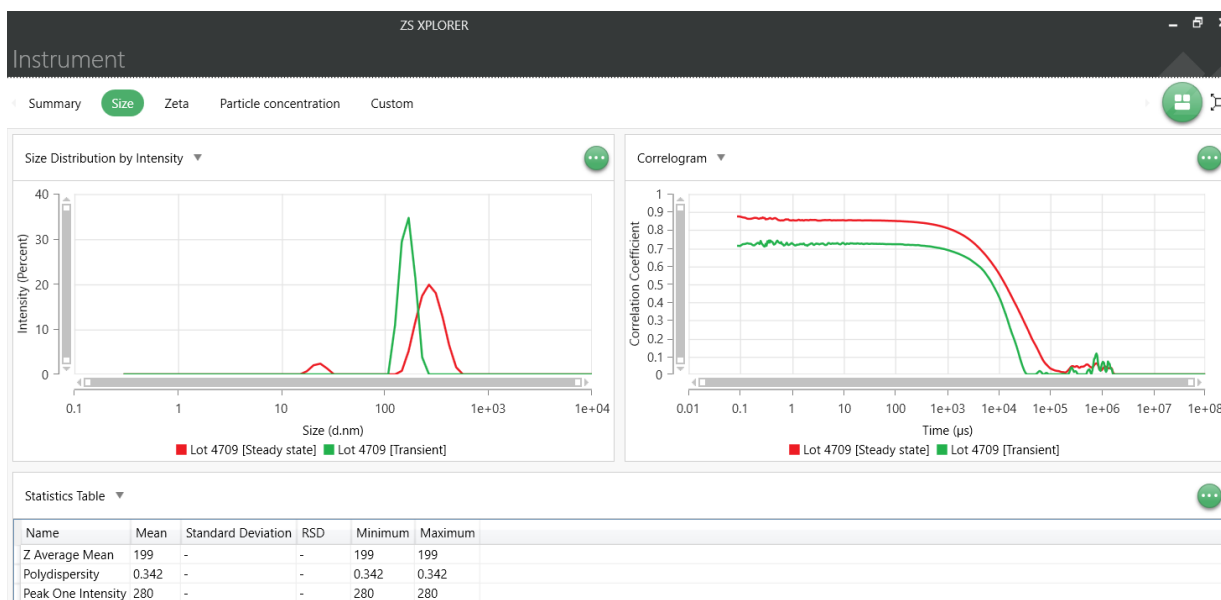 ZS XPLORER
Instrument
Summary Size Zeta Particle concentration Custom
Size Distribution by Intensity
40
30
20
10
0
Intensity (Percent)
0.1 1 10 100 1e+03 1e+04
Size (d.nm)
Lot 4709 [Steady state] Lot 4709 [Transient]
Correlogram
1
0.9
0.8
0.7
0.6
0.5
0.4
0.3
0.2
0.1
0
Correlation Coefficient
0.01 0.1 1 10 100 1e+03 1e+04 1e+05 1e+06 1e+07 1e+08
Time (µs)
Lot 4709 [Steady state] Lot 4709 [Transient]
Statistics Table
Name Mean Standard Deviation RSD Minimum Maximum
Z Average Mean 199 - - 199 199
Polydispersity 0.342 - - 0.342 0.342
Peak One Intensity 280 - - 280 280